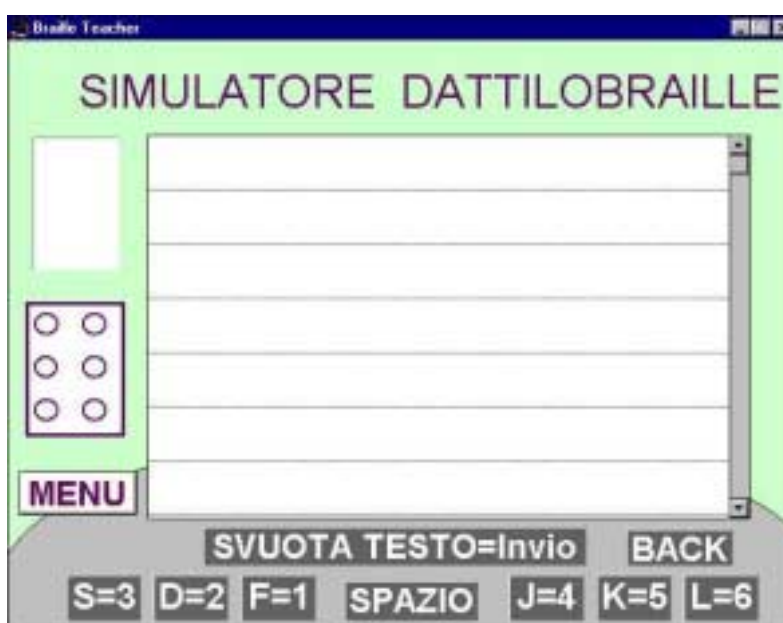 Braille Teacher
SIMULATORE DATTILOBRAILLE
MENU
SVUOTA TESTO=Invio BACK
S=3 D=2 F=1 SPAZIO J=4 K=5 L=6